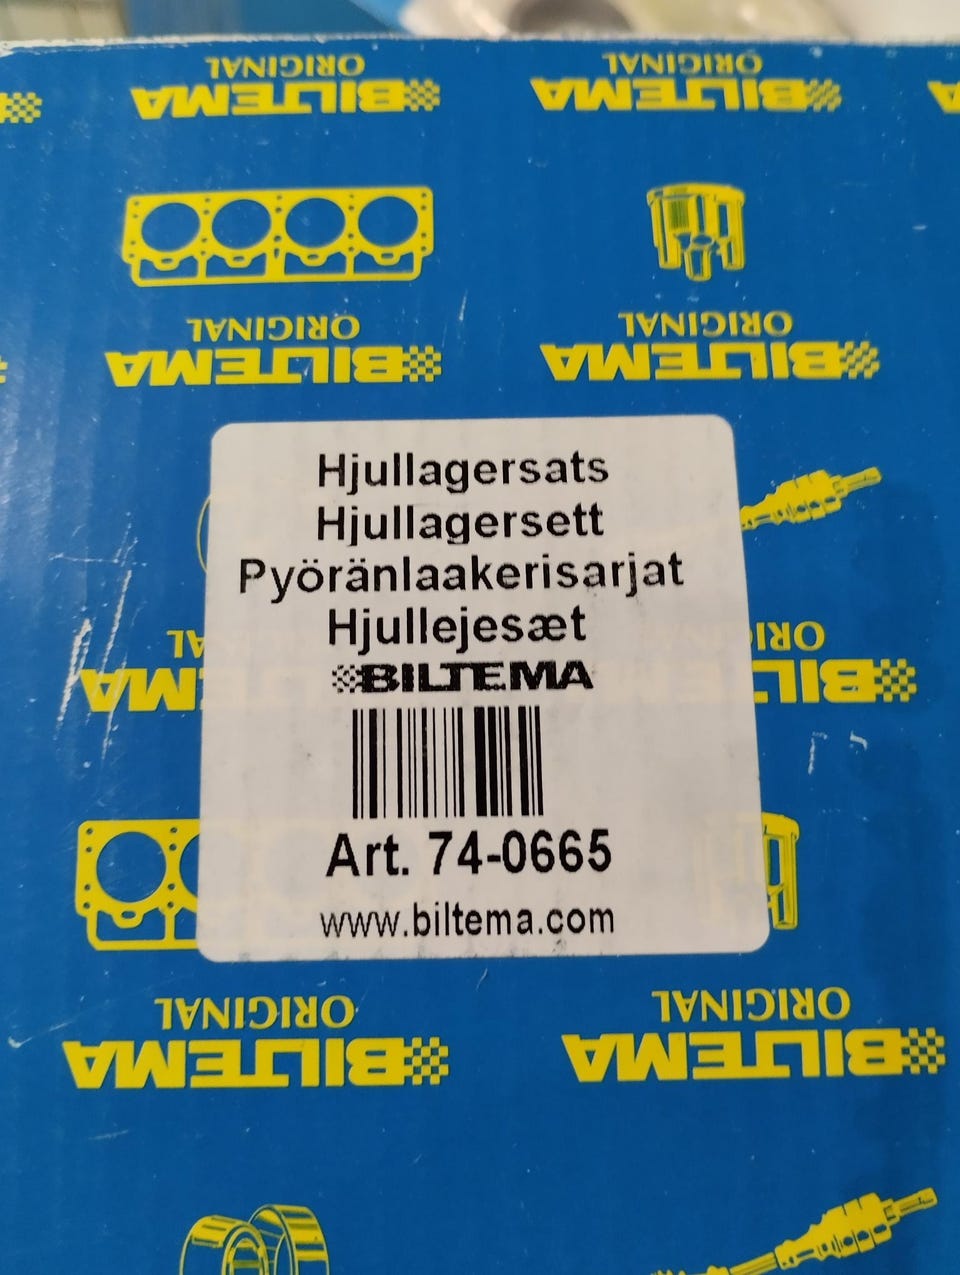 ORIGINAL
BILTEMA
ORIGINAL
BILTEMA
ORIGINAL
BILTEMA
ORIGINAL
BILTEMA
Hjullagersats
Hjullagersett
Pyöränlaakerisarjat
Hjullejesæt
BILTEMA
Art. 74-0665
www.biltema.com
ORIGINAL
BILTEMA
ORIGINAL
BILTEMA